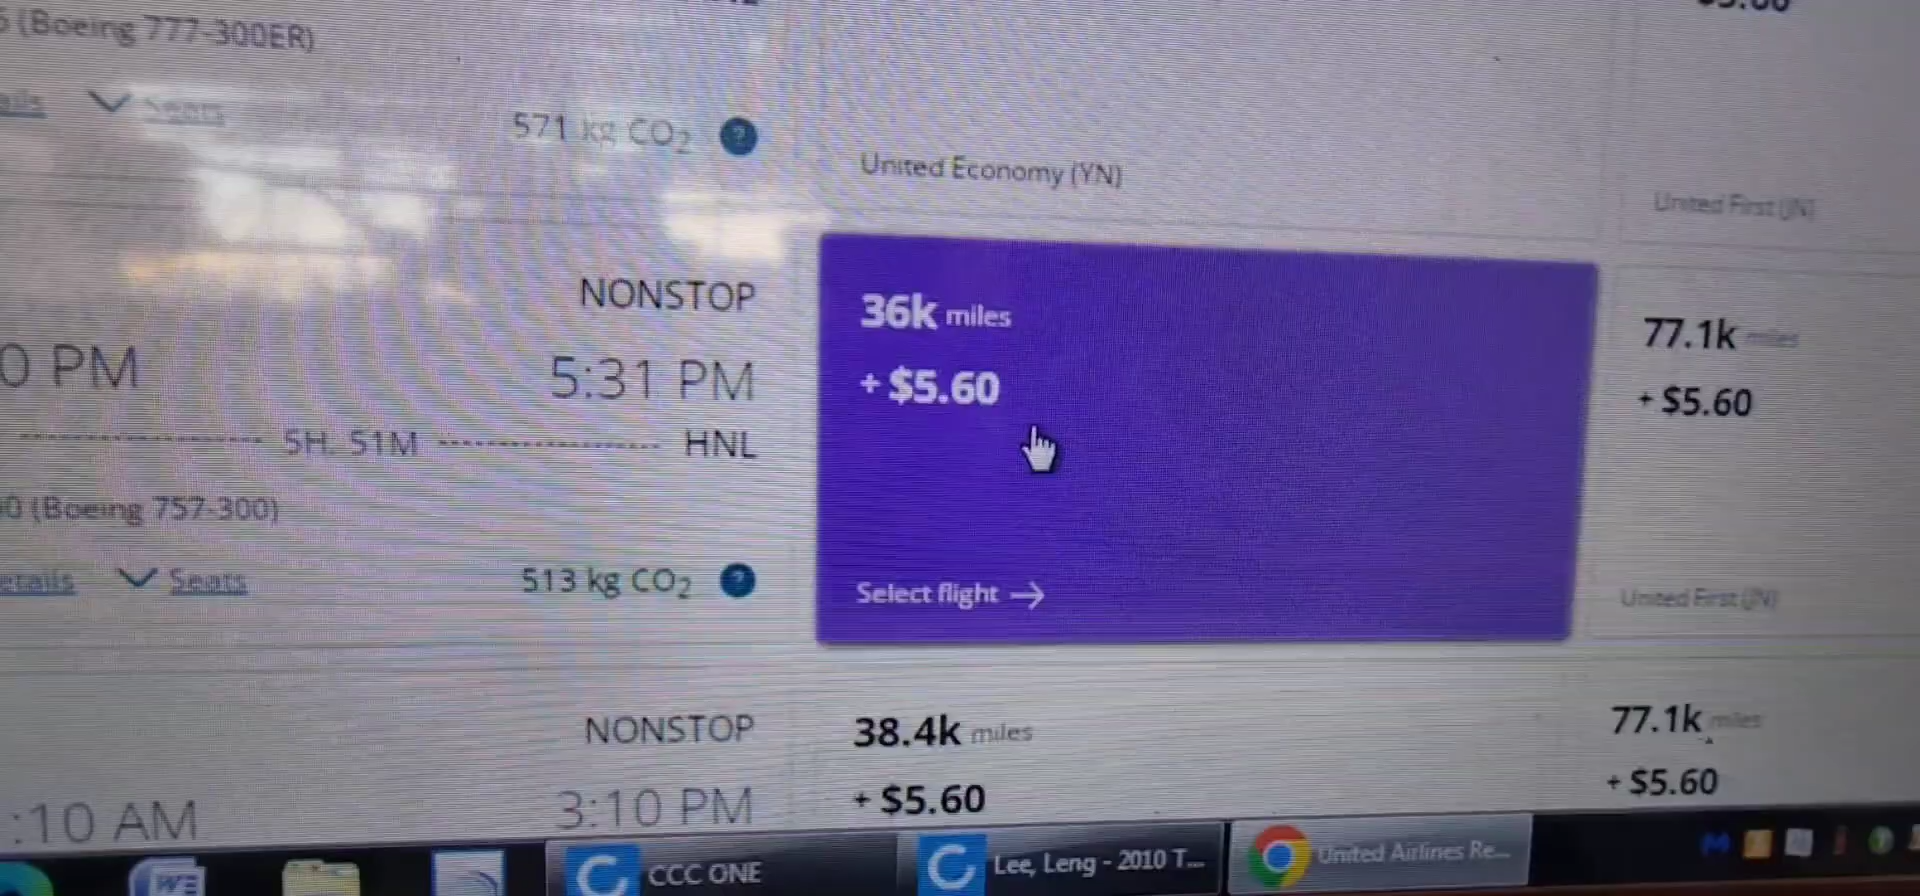 (Boeing 777-300ER)
Seats
571 kg CO2 ?
United Economy (YN)
United First (JN)
NONSTOP
36k miles
77.1k miles
+ $5.60
+ $5.60
0 PM
5:31 PM
5H, 51M
HNL
(Boeing 757-300)
Seats
513 kg CO2 ?
Select flight →
United First (JN)
NONSTOP
38.4k miles
77.1k miles
+ $5.60
+ $5.60
:10 AM
3:10 PM
CCC ONE
Lee, Leng - 2010 T...
United Airlines Re...